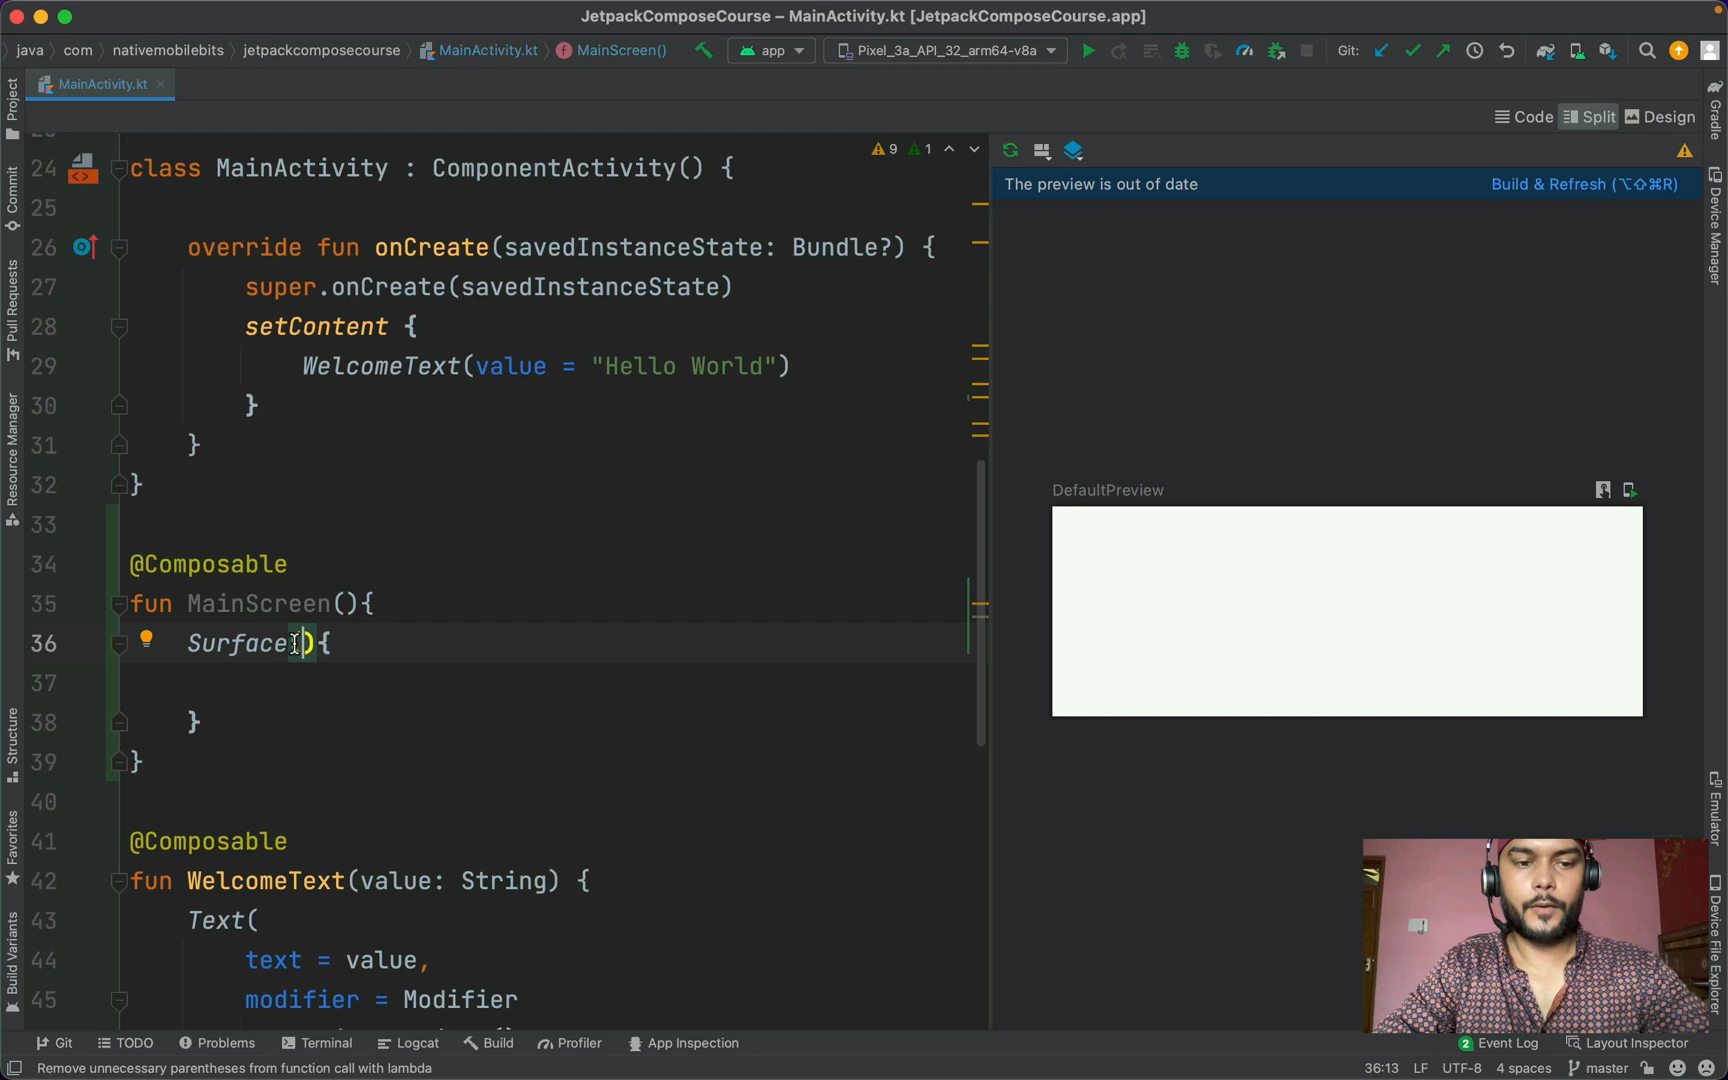 JetpackComposeCourse – MainActivity.kt [JetpackComposeCourse.app]
java com nativemobilebits jetpackcomposecourse MainActivity.kt MainScreen() app Pixel_3a_API_32_arm64-v8a Git:
MainActivity.kt
Code Split Design
24 class MainActivity : ComponentActivity() {
9 1
25
26 override fun onCreate(savedInstanceState: Bundle?) {
27 super.onCreate(savedInstanceState)
28 setContent {
29 WelcomeText(value = "Hello World")
30 }
31 }
32 }
33
34 @Composable
35 fun MainScreen(){
36 Surface(){
37
38 }
39 }
40
41 @Composable
42 fun WelcomeText(value: String) {
43 Text(
44 text = value,
45 modifier = Modifier
The preview is out of date Build & Refresh (⌥⇧⌘R)
DefaultPreview
Project
Commit
Pull Requests
Resource Manager
Structure
Favorites
Build Variants
Gradle
Device Manager
Emulator
Device File Explorer
Git TODO Problems Terminal Logcat Build Profiler App Inspection 2 Event Log Layout Inspector
Remove unnecessary parentheses from function call with lambda 36:13 LF UTF-8 4 spaces master